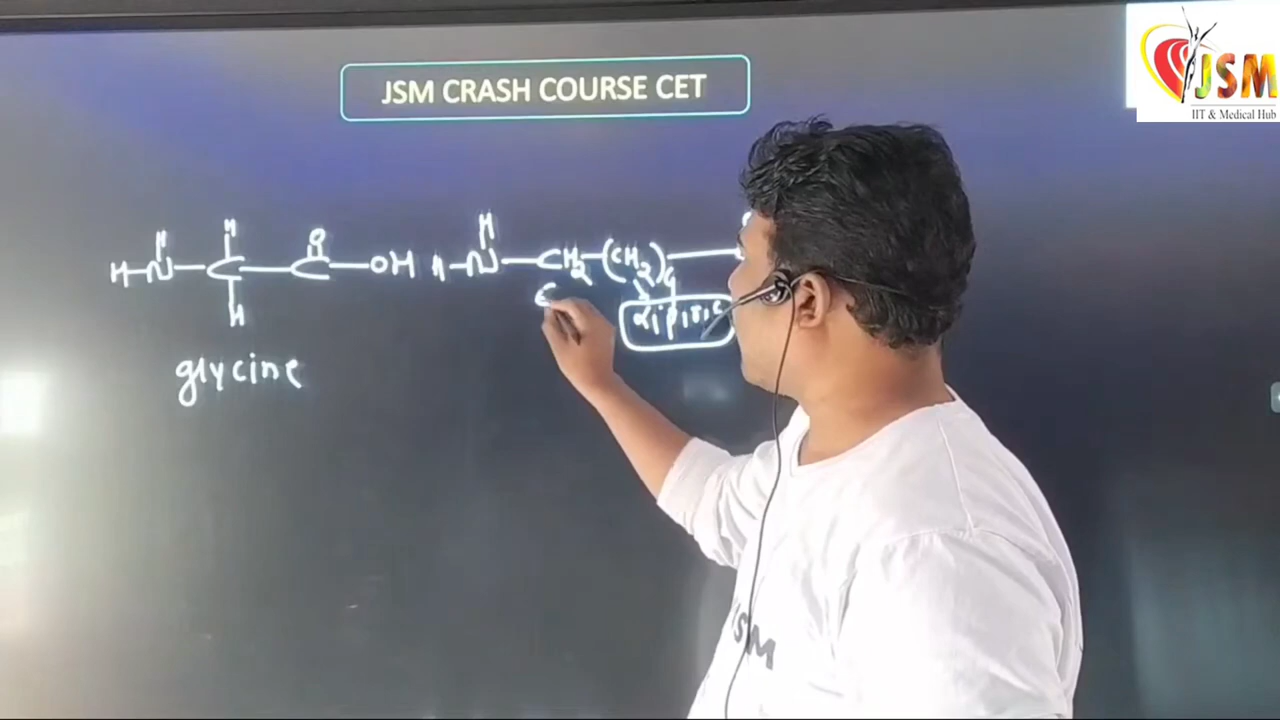 JSM CRASH COURSE CET
JSM
IIT & Medical Hub
H-N-C-C-OH H-N-CH2-(CH2)4
H
H
O
H
H
glycine